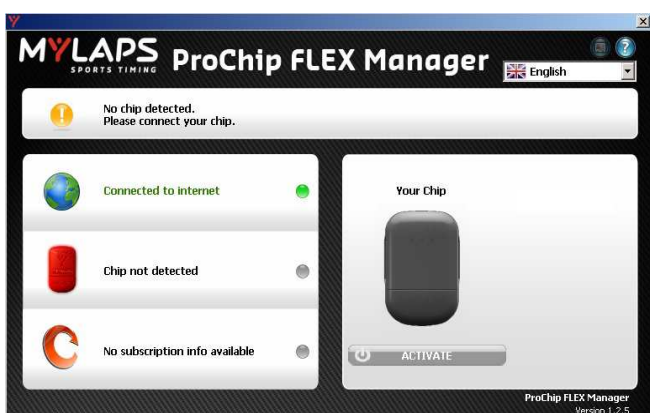 MYLAPS
SPORTS TIMING
ProChip FLEX Manager
English
No chip detected.
Please connect your chip.
Connected to internet
Your Chip
Chip not detected
No subscription info available
ACTIVATE
ProChip FLEX Manager
Version 1.2.5